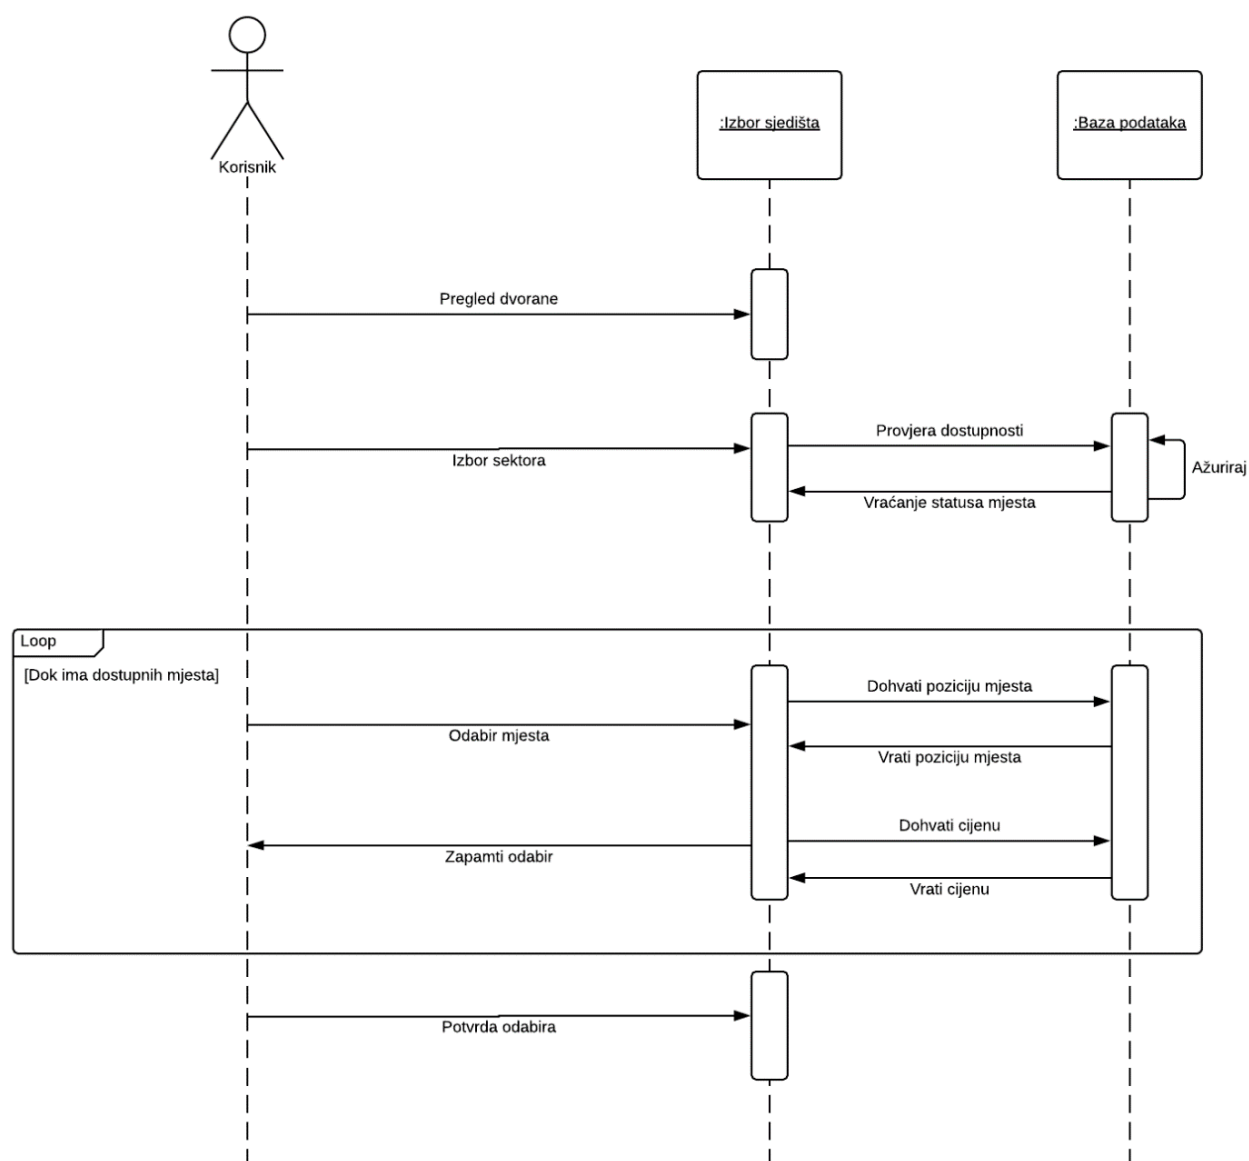 Korisnik
:Izbor sjedišta
:Baza podataka
Pregled dvorane
Izbor sektora
Provjera dostupnosti
Ažuriraj
Vraćanje statusa mjesta
Loop
[Dok ima dostupnih mjesta]
Dohvati poziciju mjesta
Odabir mjesta
Vrati poziciju mjesta
Dohvati cijenu
Zapamti odabir
Vrati cijenu
Potvrda odabira